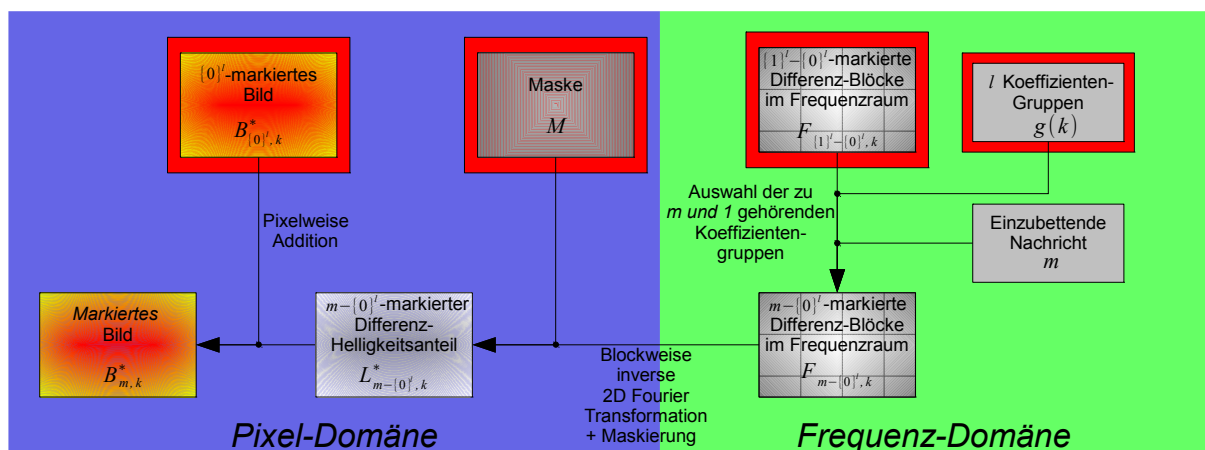 {0}^l-markiertes
Bild
B*_{{0}^l, k}
Maske
M
{1}^l−{0}^l-markierte
Differenz-Blöcke
im Frequenzraum
F_{{1}^l−{0}^l, k}
l Koeffizienten-
Gruppen
g(k)
Pixelweise
Addition
Auswahl der zu
m und 1 gehörenden
Koeffizienten-
gruppen
Einzubettende
Nachricht
m
Markiertes
Bild
B*_{m, k}
m−{0}^l-markierter
Differenz-
Helligkeitsanteil
L*_{m−{0}^l, k}
Blockweise
inverse
2D Fourier
Transformation
+ Maskierung
m−{0}^l-markierte
Differenz-Blöcke
im Frequenzraum
F_{m−{0}^l, k}
Pixel-Domäne
Frequenz-Domäne